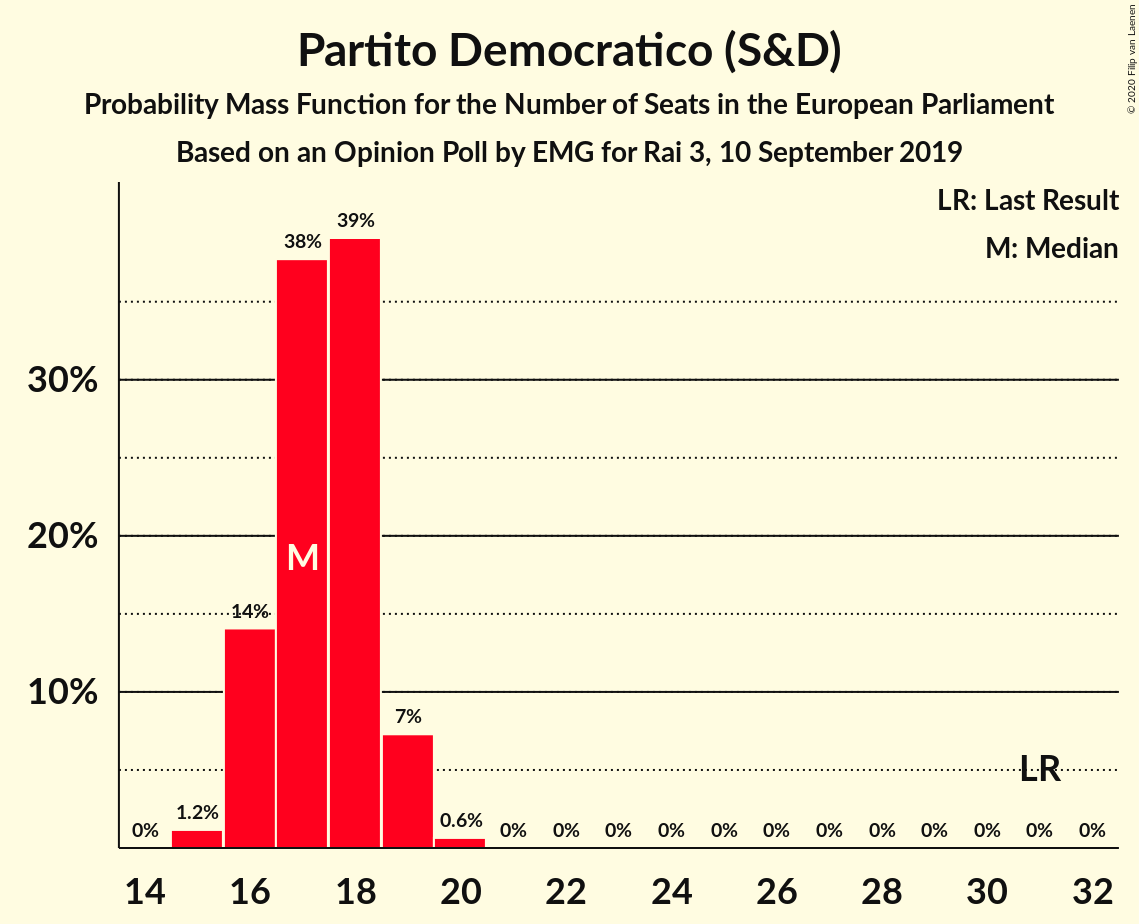 Partito Democratico (S&D)
Probability Mass Function for the Number of Seats in the European Parliament
Based on an Opinion Poll by EMG for Rai 3, 10 September 2019
© 2020 Filip van Laenen
LR: Last Result
M: Median
39%
38%
30%
20%
M
14%
10%
7%
LR
1.2%
0.6%
0% 0% 0% 0% 0% 0% 0% 0% 0% 0% 0% 0% 0%
14 16 18 20 22 24 26 28 30 32